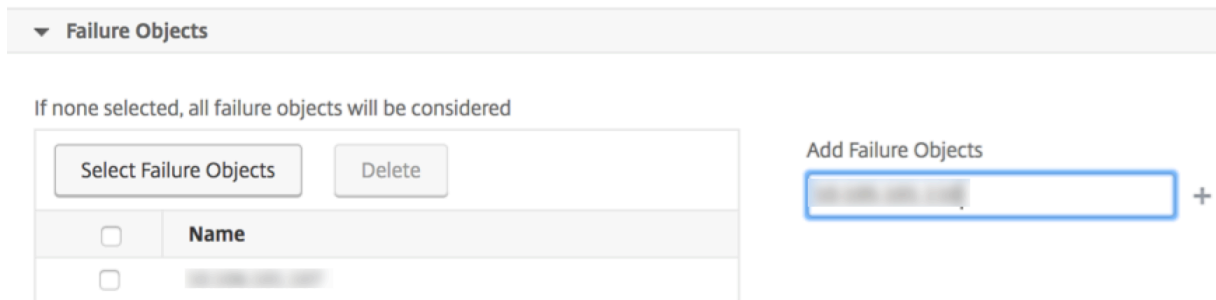 Failure Objects
If none selected, all failure objects will be considered
Select Failure Objects Delete
Add Failure Objects
+
Name